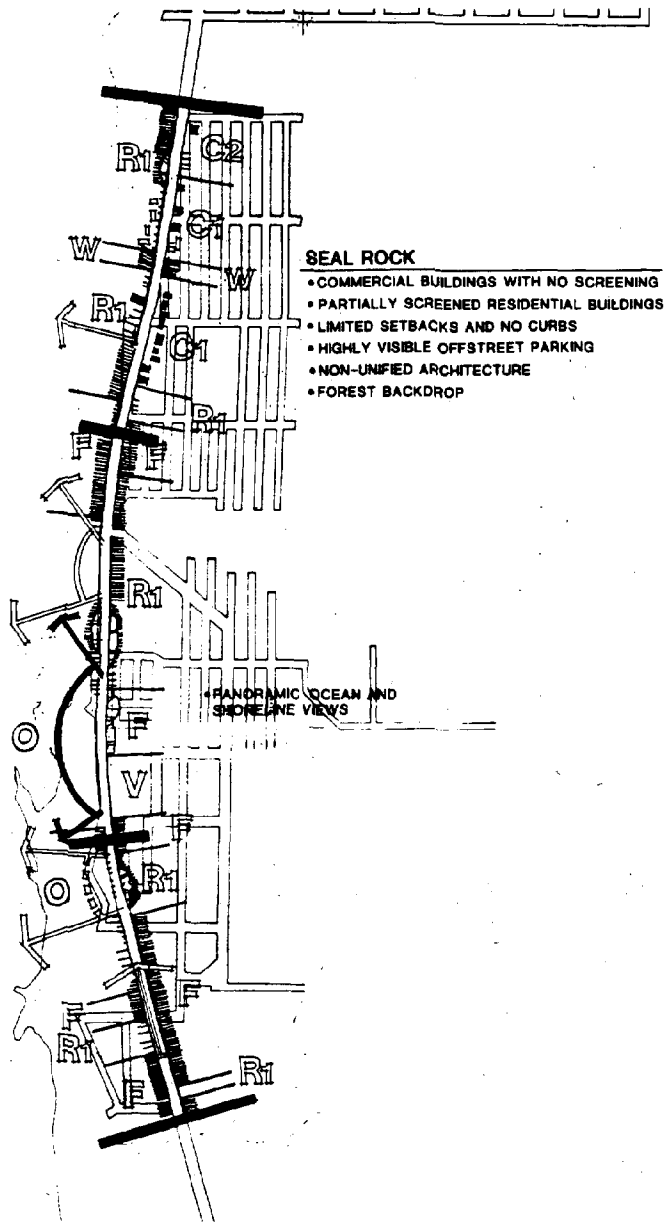 R1
C2
C1
W
W
SEAL ROCK
•COMMERCIAL BUILDINGS WITH NO SCREENING
•PARTIALLY SCREENED RESIDENTIAL BUILDINGS
•LIMITED SETBACKS AND NO CURBS
•HIGHLY VISIBLE OFFSTREET PARKING
•NON-UNIFIED ARCHITECTURE
•FOREST BACKDROP
R1
C1
R1
F
F
R1
•PANORAMIC OCEAN AND
SHORELINE VIEWS
F
O
V
F
R1
O
F
F
R1
R1
F